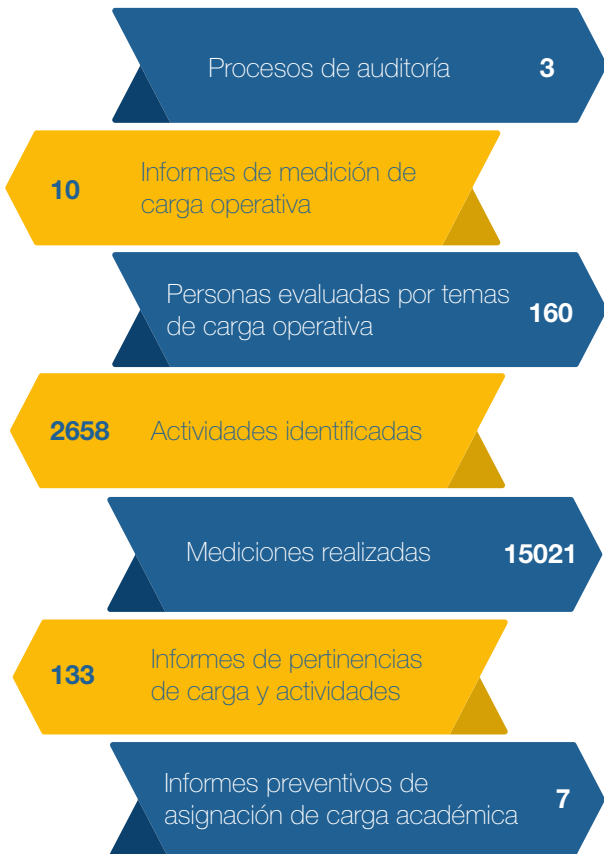 Procesos de auditoría 3
10 Informes de medición de
carga operativa
Personas evaluadas por temas
de carga operativa 160
2658 Actividades identificadas
Mediciones realizadas 15021
133 Informes de pertinencias
de carga y actividades
Informes preventivos de
asignación de carga académica 7